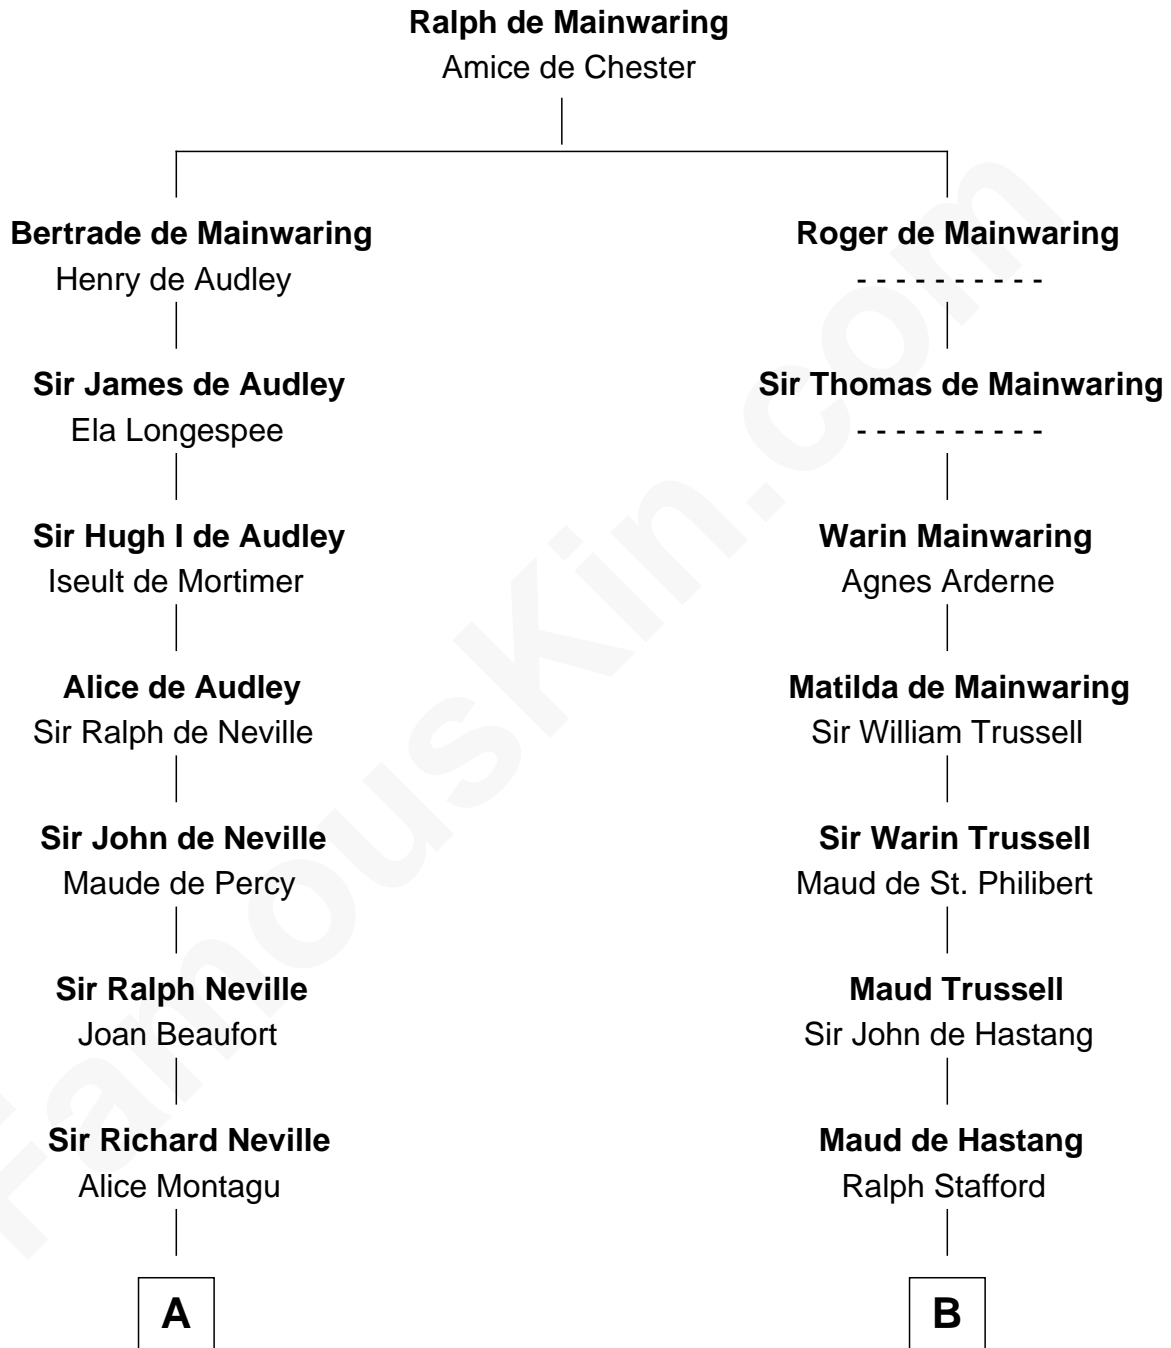 Ralph de Mainwaring
Amice de Chester
Bertrade de Mainwaring
Henry de Audley
Roger de Mainwaring
- - - - - - - - - -
Sir James de Audley
Ela Longespee
Sir Thomas de Mainwaring
- - - - - - - - - -
Sir Hugh I de Audley
Iseult de Mortimer
Warin Mainwaring
Agnes Arderne
Alice de Audley
Sir Ralph de Neville
Matilda de Mainwaring
Sir William Trussell
Sir John de Neville
Maude de Percy
Sir Warin Trussell
Maud de St. Philibert
Sir Ralph Neville
Joan Beaufort
Maud Trussell
Sir John de Hastang
Sir Richard Neville
Alice Montagu
Maud de Hastang
Ralph Stafford
A
B
FamousKin.com